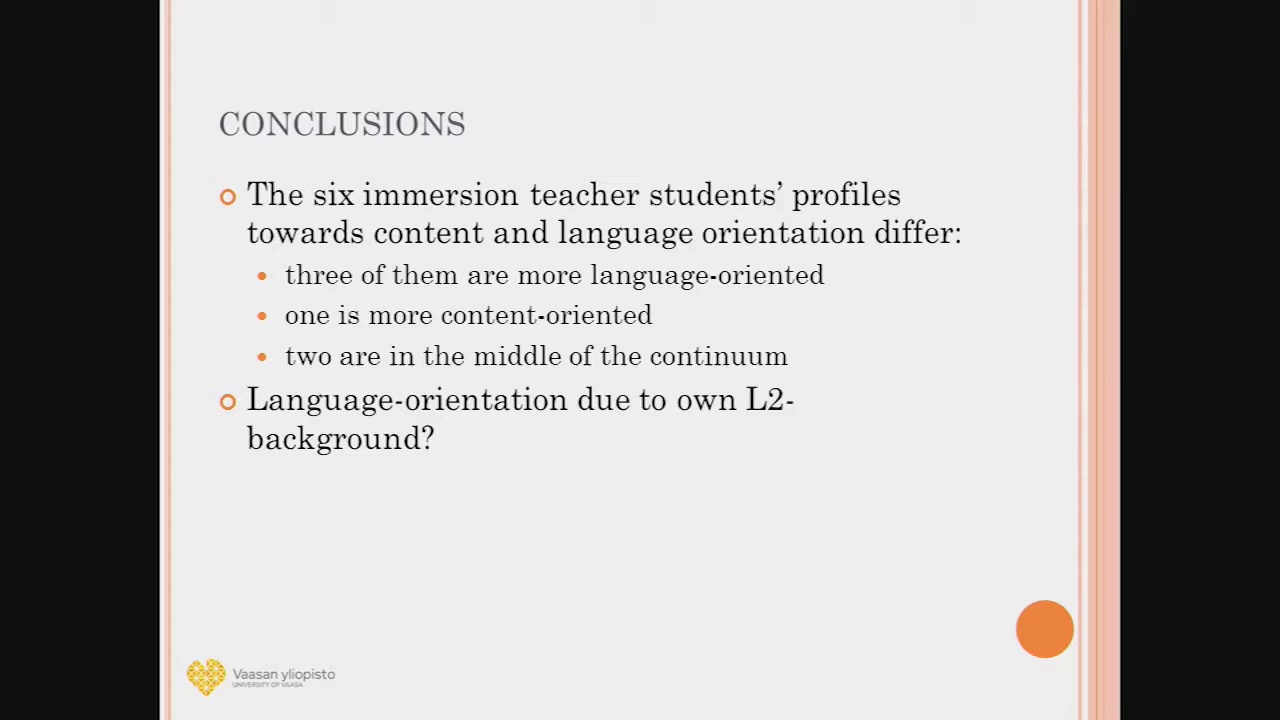 CONCLUSIONS
The six immersion teacher students’ profiles
towards content and language orientation differ:
three of them are more language-oriented
one is more content-oriented
two are in the middle of the continuum
Language-orientation due to own L2-
background?
Vaasan yliopisto
UNIVERSITY OF VAASA